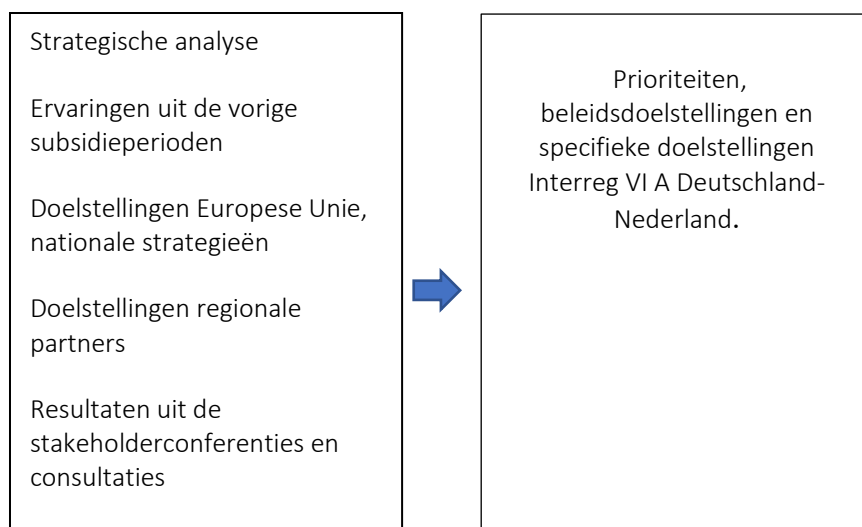 Strategische analyse
Ervaringen uit de vorige
subsidieperioden
Doelstellingen Europese Unie,
nationale strategieën
Doelstellingen regionale
partners
Resultaten uit de
stakeholderconferenties en
consultaties
Prioriteiten,
beleidsdoelstellingen en
specifieke doelstellingen
Interreg VI A Deutschland-
Nederland.